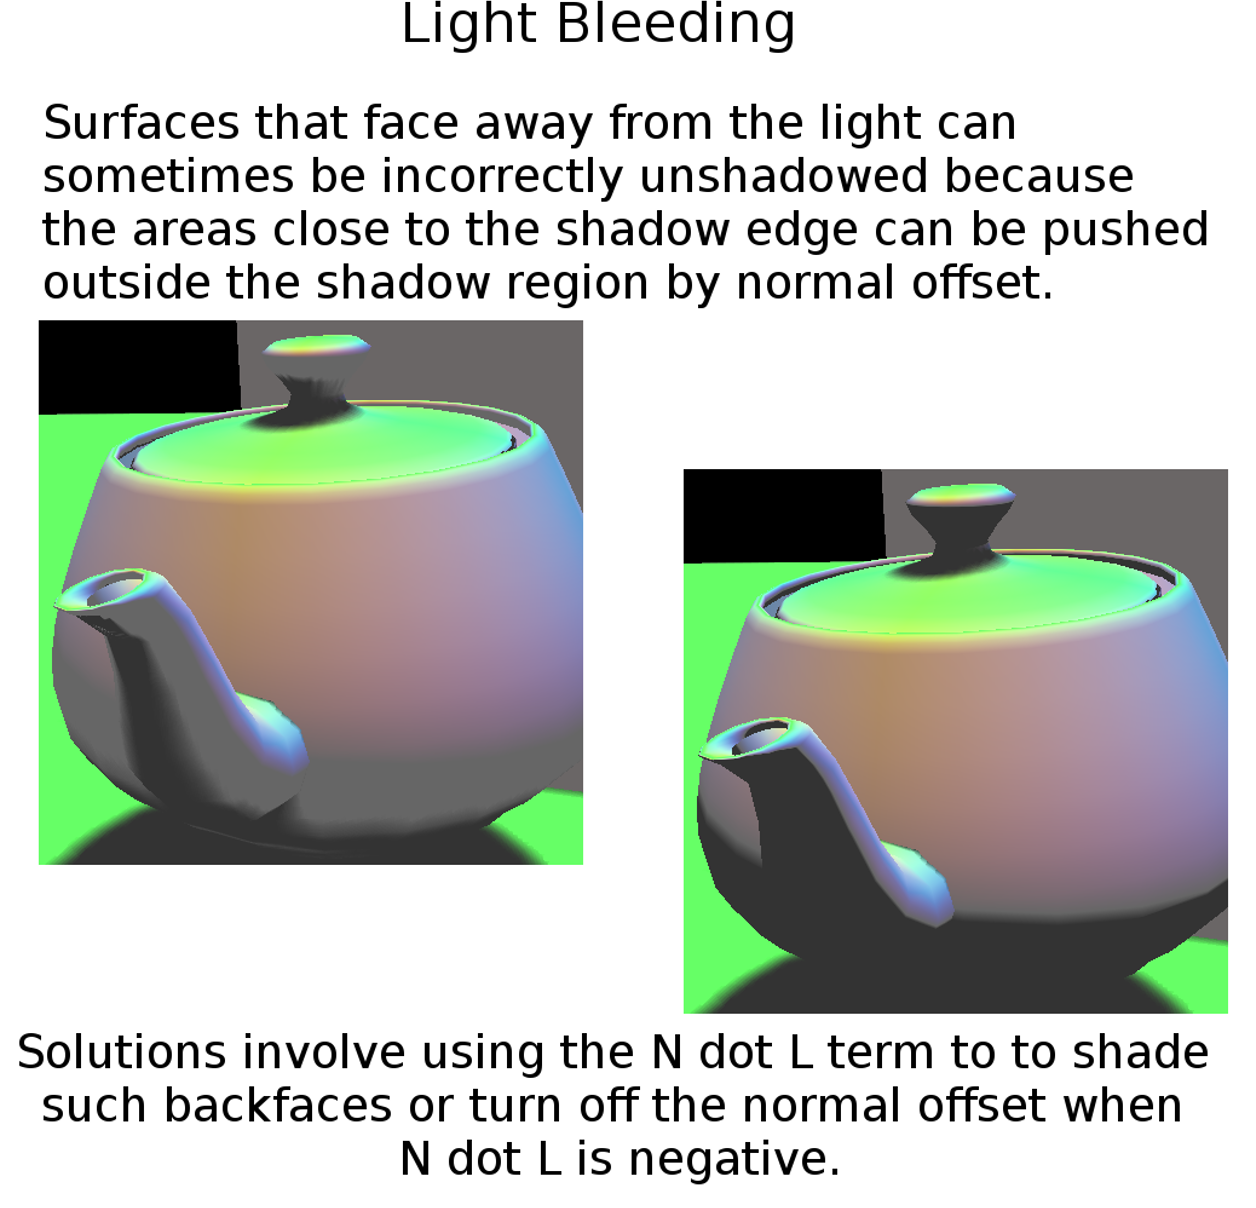 Light Bleeding
Surfaces that face away from the light can
sometimes be incorrectly unshadowed because
the areas close to the shadow edge can be pushed
outside the shadow region by normal offset.
Solutions involve using the N dot L term to to shade
such backfaces or turn off the normal offset when
N dot L is negative.